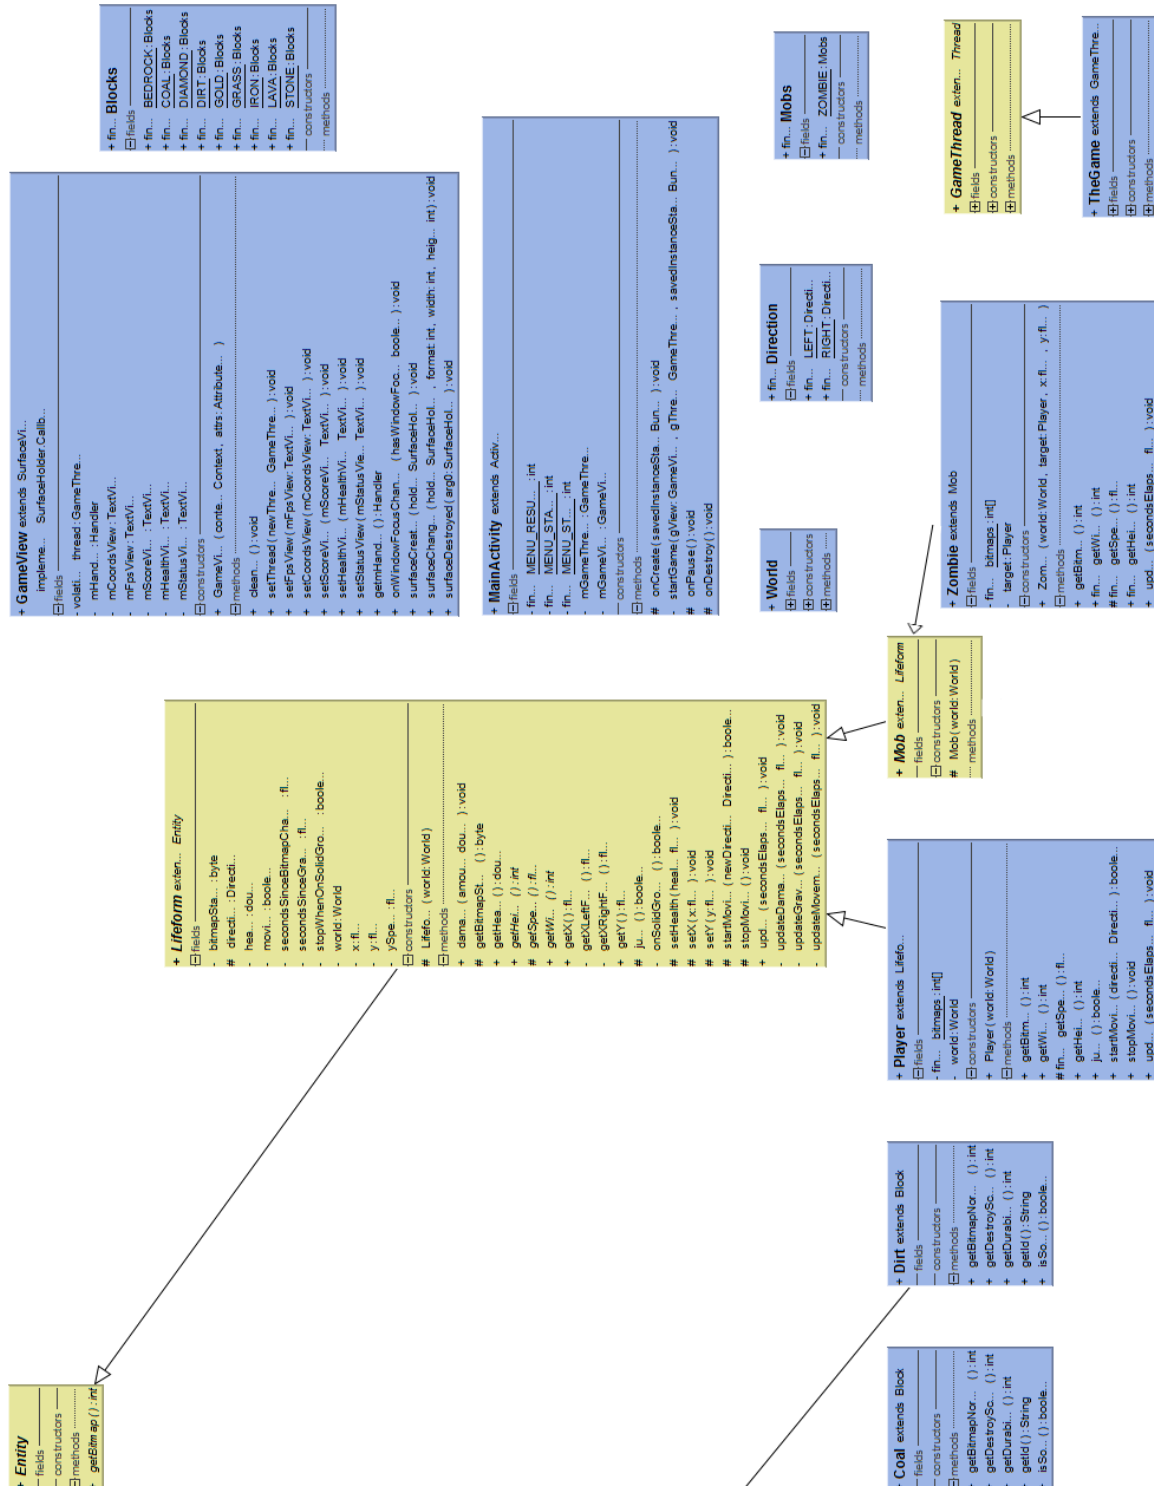 + Entity
fields
constructors
methods
getBitmap():int
+ Lifeform exten... Entity
fields
- bitmapSta... :byte
# directi... :Directi...
- hea... :dou...
- movi... :boole...
- secondsSinceBitmapCha... :fl...
- secondsSinceGra... :fl...
- stopWhenOnSolidGro... :boole...
- world:World
- x:fl...
- y:fl...
- ySpe... :fl...
constructors
# Lifefo... (world:World)
methods
+ dama... (amou... dou... ):void
# getBitmapSt... ():byte
+ getHea... ():dou...
+ getHei... ():int
# getSpe... ():fl...
+ getWi... ():int
+ getX():fl...
- getXLeftF... ():fl...
- getXRightF... ():fl...
+ getY():fl...
# ju... ():boole...
- onSolidGro... ():boole...
# setHealth(heal... fl... ):void
# setX(x:fl... ):void
# setY(y:fl... ):void
# startMovi... (newDirecti... Directi... ):boole...
# stopMovi... ():void
+ upd... (secondsElaps... fl... ):void
- updateDama... (secondsElaps... fl... ):void
- updateGrav... (secondsElaps... fl... ):void
- updateMovem... (secondsElaps... fl... ):void
+ GameView extends SurfaceVi...
impleme... SurfaceHolder.Callb...
fields
- volati... thread:GameThre...
- mHand... :Handler
- mCoordsView:TextVi...
- mFpsView:TextVi...
- mScoreVi... :TextVi...
- mHealthVi... :TextVi...
- mStatusVi... :TextVi...
constructors
+ GameVi... (conte... Context, attrs:Attribute... )
methods
+ clean... ():void
+ setThread(newThre... GameThre... ):void
+ setFpsView(mFpsView:TextVi... ):void
+ setCoordsView(mCoordsView:TextVi... ):void
+ setScoreVi... (mScoreVi... TextVi... ):void
+ setHealthVi... (mHealthVi... TextVi... ):void
+ setStatusVi... (mStatusVie... TextVi... ):void
+ getmHand... ():Handler
+ onWindowFocusChan... (hasWindowFoc... boole... ):void
+ surfaceCreat... (hold... SurfaceHol... ):void
+ surfaceChang... (hold... SurfaceHol... , format:int, width:int, heig... int):void
+ surfaceDestroyed(arg0:SurfaceHol... ):void
+ fin... Blocks
fields
+ fin... BEDROCK:Blocks
+ fin... COAL:Blocks
+ fin... DIAMOND:Blocks
+ fin... DIRT:Blocks
+ fin... GOLD:Blocks
+ fin... GRASS:Blocks
+ fin... IRON:Blocks
+ fin... LAVA:Blocks
+ fin... STONE:Blocks
constructors
methods
+ MainActivity extends Activ...
fields
- fin... MENU_RESU... :int
- fin... MENU_STA... :int
- fin... MENU_ST... :int
- mGameThre... :GameThre...
- mGameVi... :GameVi...
constructors
methods
# onCreate(savedInstanceSta... Bun... ):void
- startGame(gView:GameVi... , gThre... GameThre... , savedInstanceSta... Bun... ):void
# onPause():void
# onDestroy():void
+ World
fields
constructors
methods
+ fin... Direction
fields
+ fin... LEFT:Directi...
+ fin... RIGHT:Directi...
constructors
methods
+ fin... Mobs
fields
+ fin... ZOMBIE:Mobs
constructors
methods
Coal extends Block
fields
constructors
methods
getBitmapNor... ():int
getDestroySc... ():int
getDurabi... ():int
getId():String
isSo... ():boole...
+ Dirt extends Block
fields
constructors
methods
+ getBitmapNor... ():int
+ getDestroySc... ():int
+ getDurabi... ():int
+ getId():String
+ isSo... ():boole...
+ Player extends Lifefo...
fields
- fin... bitmaps:int[]
- world:World
constructors
+ Player(world:World)
methods
+ getBitm... ():int
+ getWi... ():int
# fin... getSpe... ():fl...
+ getHei... ():int
+ ju... ():boole...
+ startMovi... (directi... Directi... ):boole...
+ stopMovi... ():void
+ upd... (secondsElaps... fl... ):void
+ Mob exten... Lifeform
fields
constructors
# Mob(world:World)
methods
+ Zombie extends Mob
fields
- fin... bitmaps:int[]
- target:Player
constructors
+ Zom... (world:World, target:Player, x:fl... , y:fl... )
methods
+ getBitm... ():int
+ fin... getWi... ():int
# fin... getSpe... ():fl...
+ fin... getHei... ():int
+ upd... (secondsElaps... fl... ):void
+ GameThread exten... Thread
fields
constructors
methods
+ TheGame extends GameThre...
fields
constructors
methods